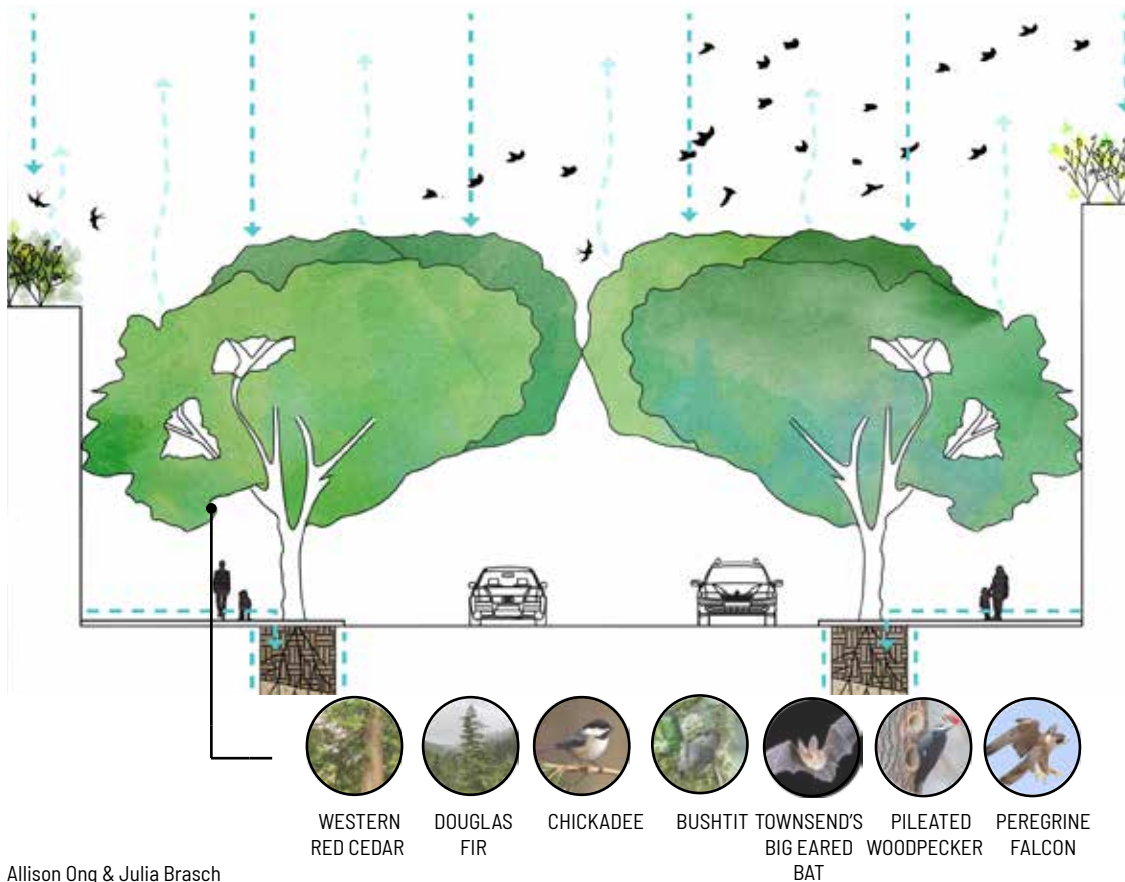 WESTERN
RED CEDAR
DOUGLAS
FIR
CHICKADEE
BUSHTIT
TOWNSEND'S
BIG EARED
BAT
PILEATED
WOODPECKER
PEREGRINE
FALCON
Allison Ong & Julia Brasch